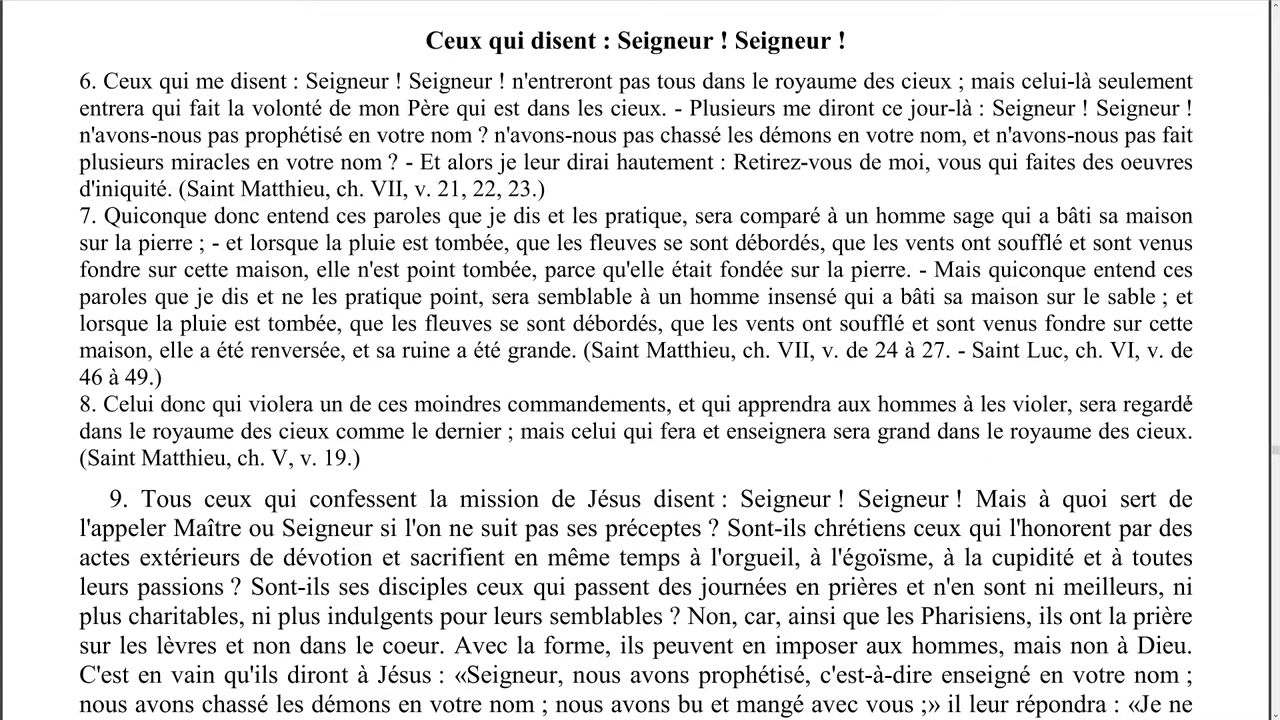 Ceux qui disent : Seigneur ! Seigneur !
6. Ceux qui me disent : Seigneur ! Seigneur ! n'entreront pas tous dans le royaume des cieux ; mais celui-là seulement
entrera qui fait la volonté de mon Père qui est dans les cieux. - Plusieurs me diront ce jour-là : Seigneur ! Seigneur !
n'avons-nous pas prophétisé en votre nom ? n'avons-nous pas chassé les démons en votre nom, et n'avons-nous pas fait
plusieurs miracles en votre nom ? - Et alors je leur dirai hautement : Retirez-vous de moi, vous qui faites des oeuvres
d'iniquité. (Saint Matthieu, ch. VII, v. 21, 22, 23.)
7. Quiconque donc entend ces paroles que je dis et les pratique, sera comparé à un homme sage qui a bâti sa maison
sur la pierre ; - et lorsque la pluie est tombée, que les fleuves se sont débordés, que les vents ont soufflé et sont venus
fondre sur cette maison, elle n'est point tombée, parce qu'elle était fondée sur la pierre. - Mais quiconque entend ces
paroles que je dis et ne les pratique point, sera semblable à un homme insensé qui a bâti sa maison sur le sable ; et
lorsque la pluie est tombée, que les fleuves se sont débordés, que les vents ont soufflé et sont venus fondre sur cette
maison, elle a été renversée, et sa ruine a été grande. (Saint Matthieu, ch. VII, v. de 24 à 27. - Saint Luc, ch. VI, v. de
46 à 49.)
8. Celui donc qui violera un de ces moindres commandements, et qui apprendra aux hommes à les violer, sera regardé
dans le royaume des cieux comme le dernier ; mais celui qui fera et enseignera sera grand dans le royaume des cieux.
(Saint Matthieu, ch. V, v. 19.)
9. Tous ceux qui confessent la mission de Jésus disent : Seigneur ! Seigneur ! Mais à quoi sert de
l'appeler Maître ou Seigneur si l'on ne suit pas ses préceptes ? Sont-ils chrétiens ceux qui l'honorent par des
actes extérieurs de dévotion et sacrifient en même temps à l'orgueil, à l'égoïsme, à la cupidité et à toutes
leurs passions ? Sont-ils ses disciples ceux qui passent des journées en prières et n'en sont ni meilleurs, ni
plus charitables, ni plus indulgents pour leurs semblables ? Non, car, ainsi que les Pharisiens, ils ont la prière
sur les lèvres et non dans le coeur. Avec la forme, ils peuvent en imposer aux hommes, mais non à Dieu.
C'est en vain qu'ils diront à Jésus : «Seigneur, nous avons prophétisé, c'est-à-dire enseigné en votre nom ;
nous avons chassé les démons en votre nom ; nous avons bu et mangé avec vous ;» il leur répondra : «Je ne